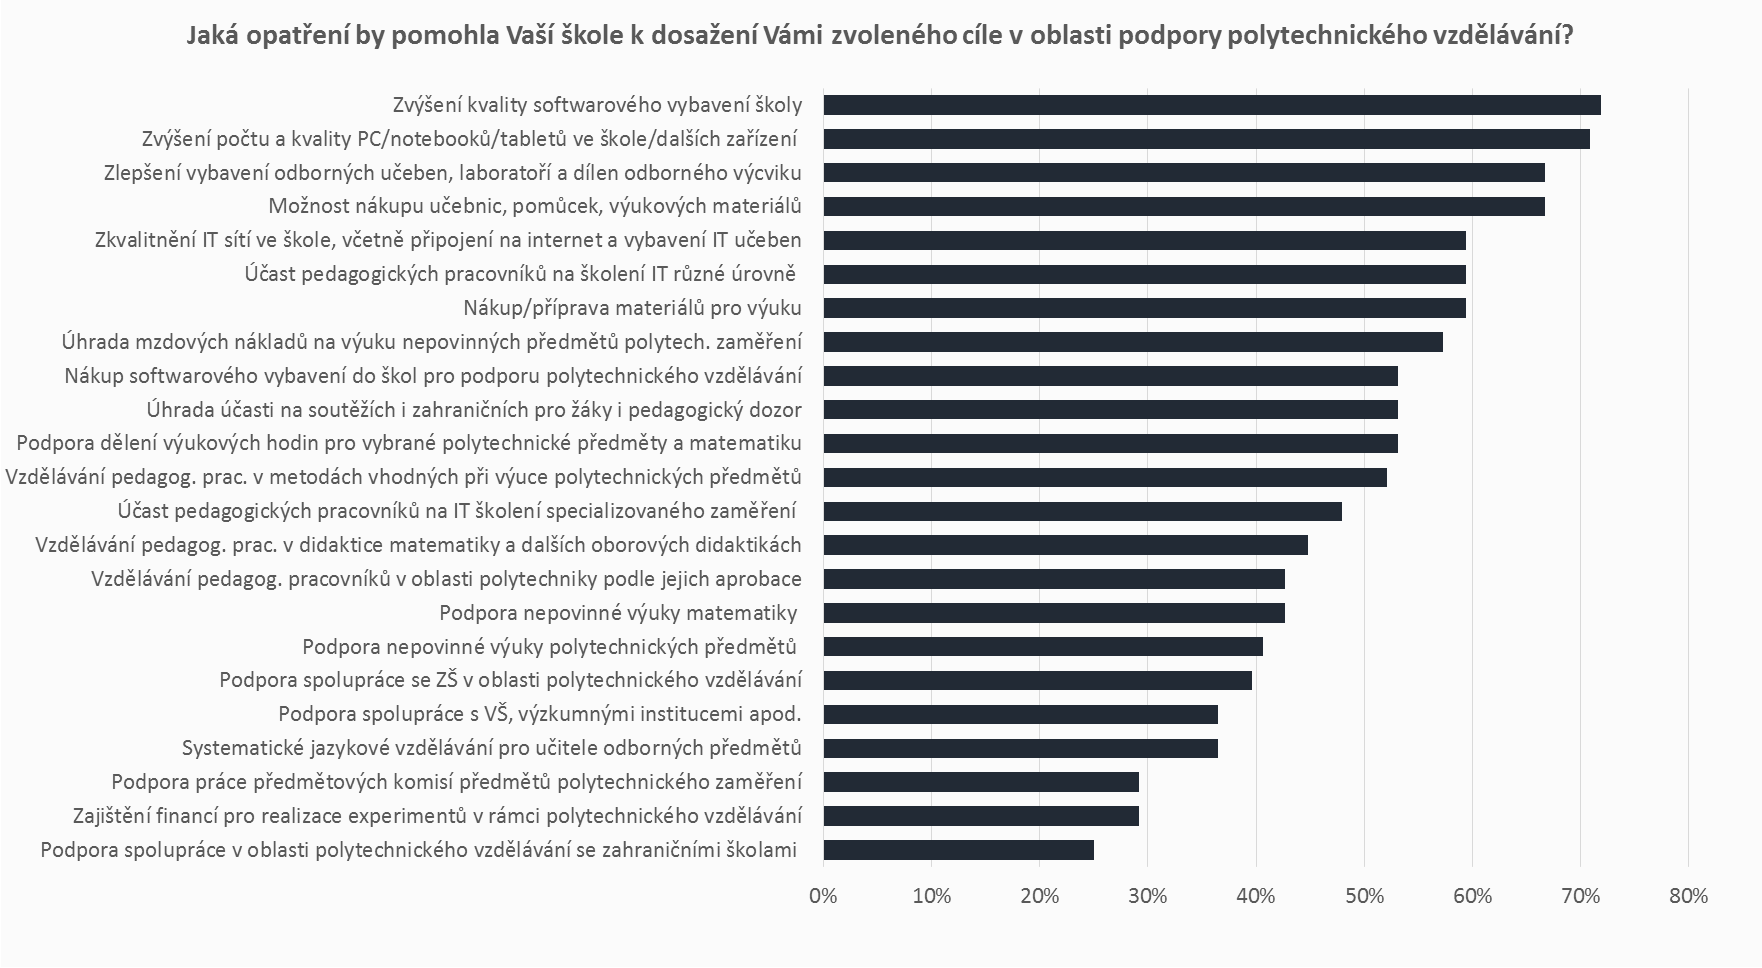 Jaká opatření by pomohla Vaší škole k dosažení Vámi zvoleného cíle v oblasti podpory polytechnického vzdělávání?
Zvýšení kvality softwarového vybavení školy
Zvýšení počtu a kvality PC/notebooků/tabletů ve škole/dalších zařízení
Zlepšení vybavení odborných učeben, laboratoří a dílen odborného výcviku
Možnost nákupu učebnic, pomůcek, výukových materiálů
Zkvalitnění IT sítí ve škole, včetně připojení na internet a vybavení IT učeben
Účast pedagogických pracovníků na školení IT různé úrovně
Nákup/příprava materiálů pro výuku
Úhrada mzdových nákladů na výuku nepovinných předmětů polytech. zaměření
Nákup softwarového vybavení do škol pro podporu polytechnického vzdělávání
Úhrada účasti na soutěžích i zahraničních pro žáky i pedagogický dozor
Podpora dělení výukových hodin pro vybrané polytechnické předměty a matematiku
Vzdělávání pedagog. prac. v metodách vhodných při výuce polytechnických předmětů
Účast pedagogických pracovníků na IT školení specializovaného zaměření
Vzdělávání pedagog. prac. v didaktice matematiky a dalších oborových didaktikách
Vzdělávání pedagog. pracovníků v oblasti polytechniky podle jejich aprobace
Podpora nepovinné výuky matematiky
Podpora nepovinné výuky polytechnických předmětů
Podpora spolupráce se ZŠ v oblasti polytechnického vzdělávání
Podpora spolupráce s VŠ, výzkumnými institucemi apod.
Systematické jazykové vzdělávání pro učitele odborných předmětů
Podpora práce předmětových komisí předmětů polytechnického zaměření
Zajištění financí pro realizace experimentů v rámci polytechnického vzdělávání
Podpora spolupráce v oblasti polytechnického vzdělávání se zahraničními školami
0% 10% 20% 30% 40% 50% 60% 70% 80%